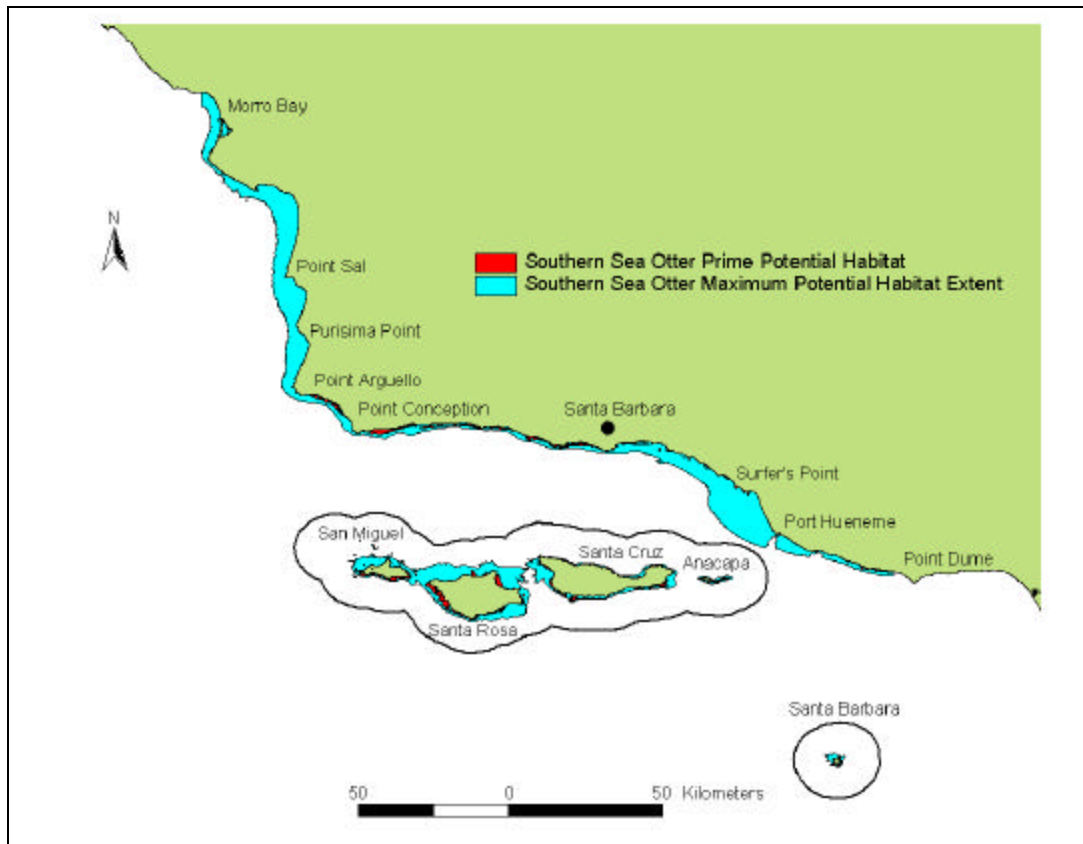 Morro Bay
N
Point Sal
Southern Sea Otter Prime Potential Habitat
Southern Sea Otter Maximum Potential Habitat Extent
Purisima Point
Point Arguello
Point Conception
Santa Barbara
Surfer's Point
Port Hueneme
San Miguel
Santa Cruz
Anacapa
Point Dume
Santa Rosa
Santa Barbara
50 0 50 Kilometers